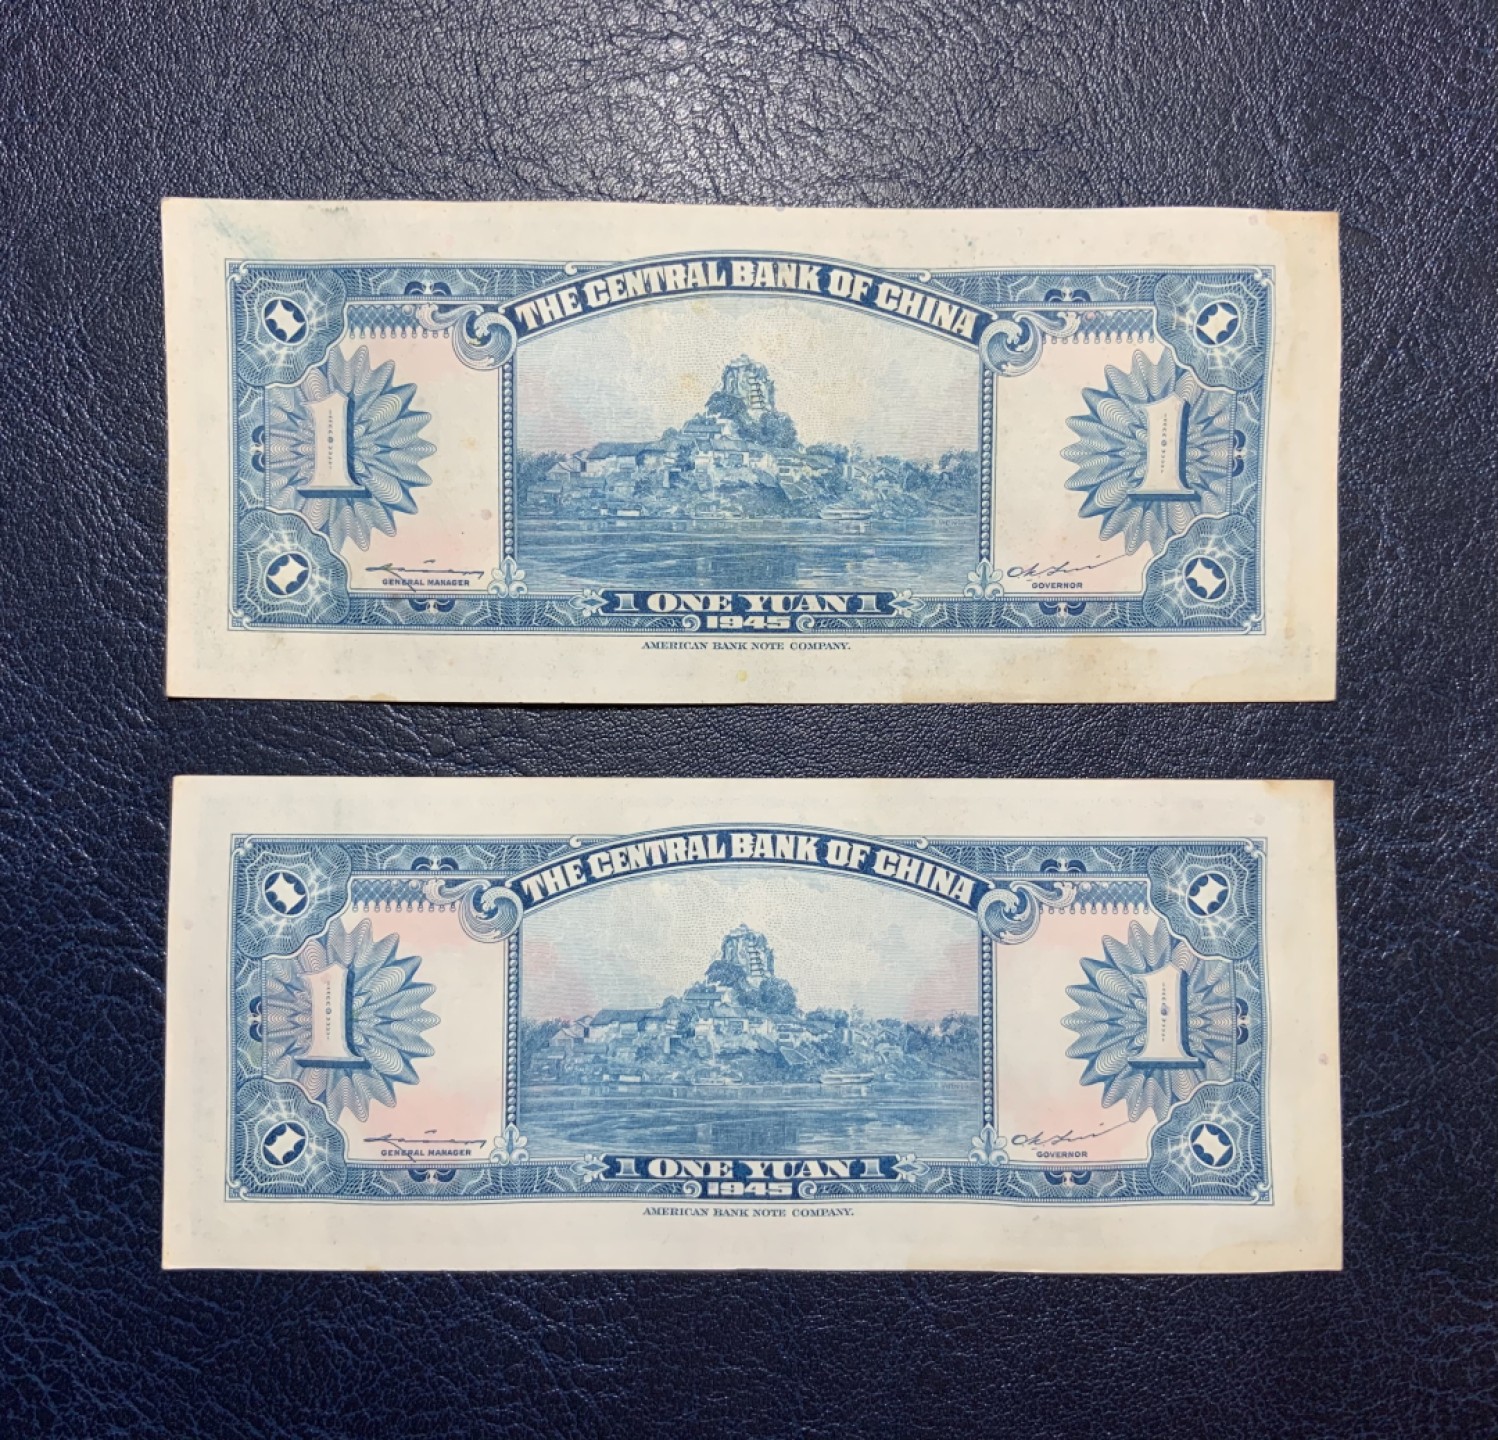 THE CENTRAL BANK OF CHINA
1 1
GENERAL MANAGER GOVERNOR
1 ONE YUAN 1
1945
AMERICAN BANK NOTE COMPANY.
THE CENTRAL BANK OF CHINA
1 1
GENERAL MANAGER GOVERNOR
1 ONE YUAN 1
1945
AMERICAN BANK NOTE COMPANY.